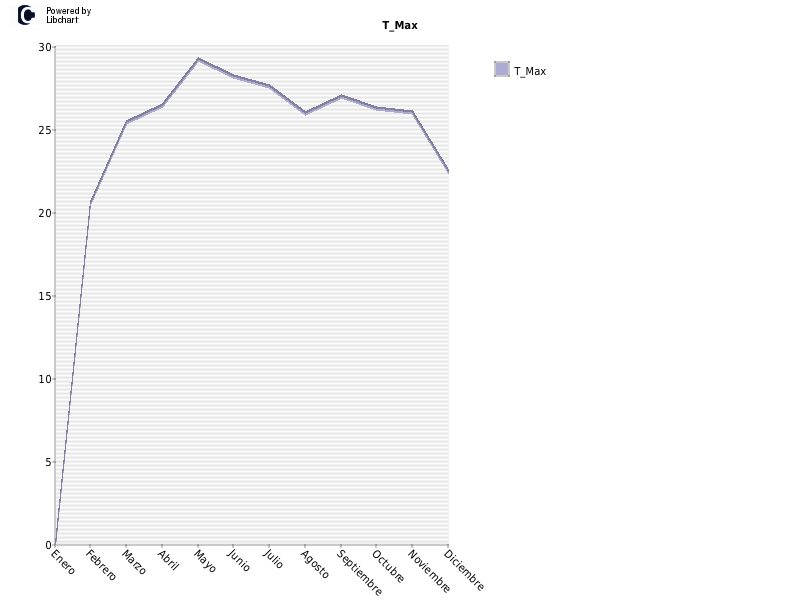 Powered by
Libchart
T_Max
T_Max
30
25
20
15
10
5
0
Enero
Febrero
Marzo
Abril
Mayo
Junio
Julio
Agosto
Septiembre
Octubre
Noviembre
Diciembre